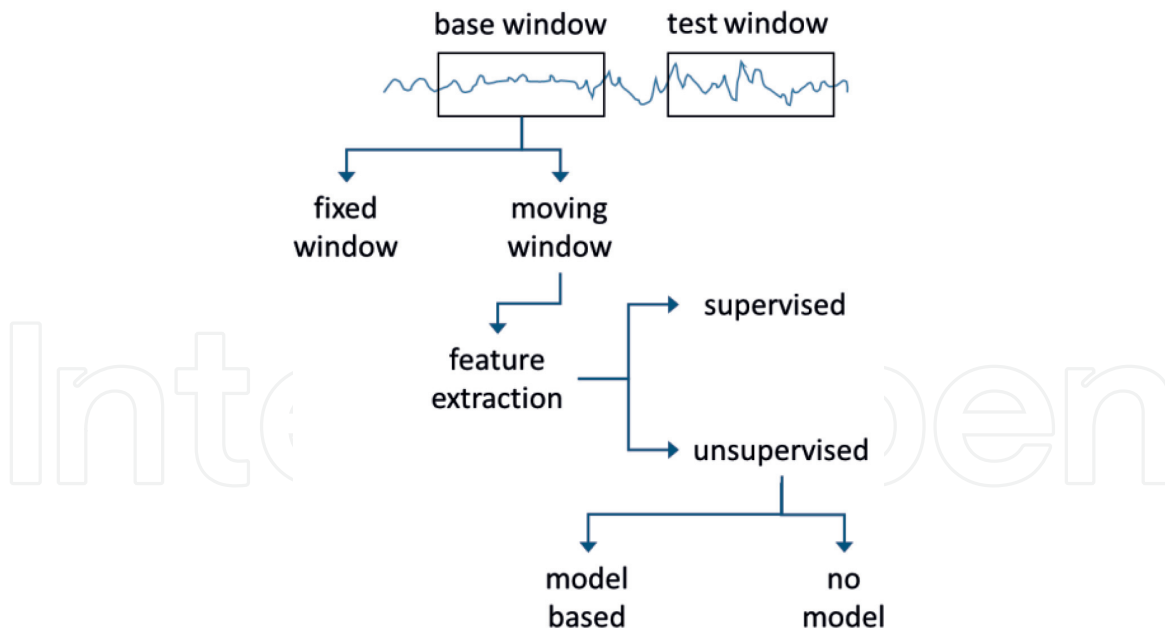 base window
test window
fixed
window
moving
window
supervised
feature
extraction
unsupervised
model
based
no
model